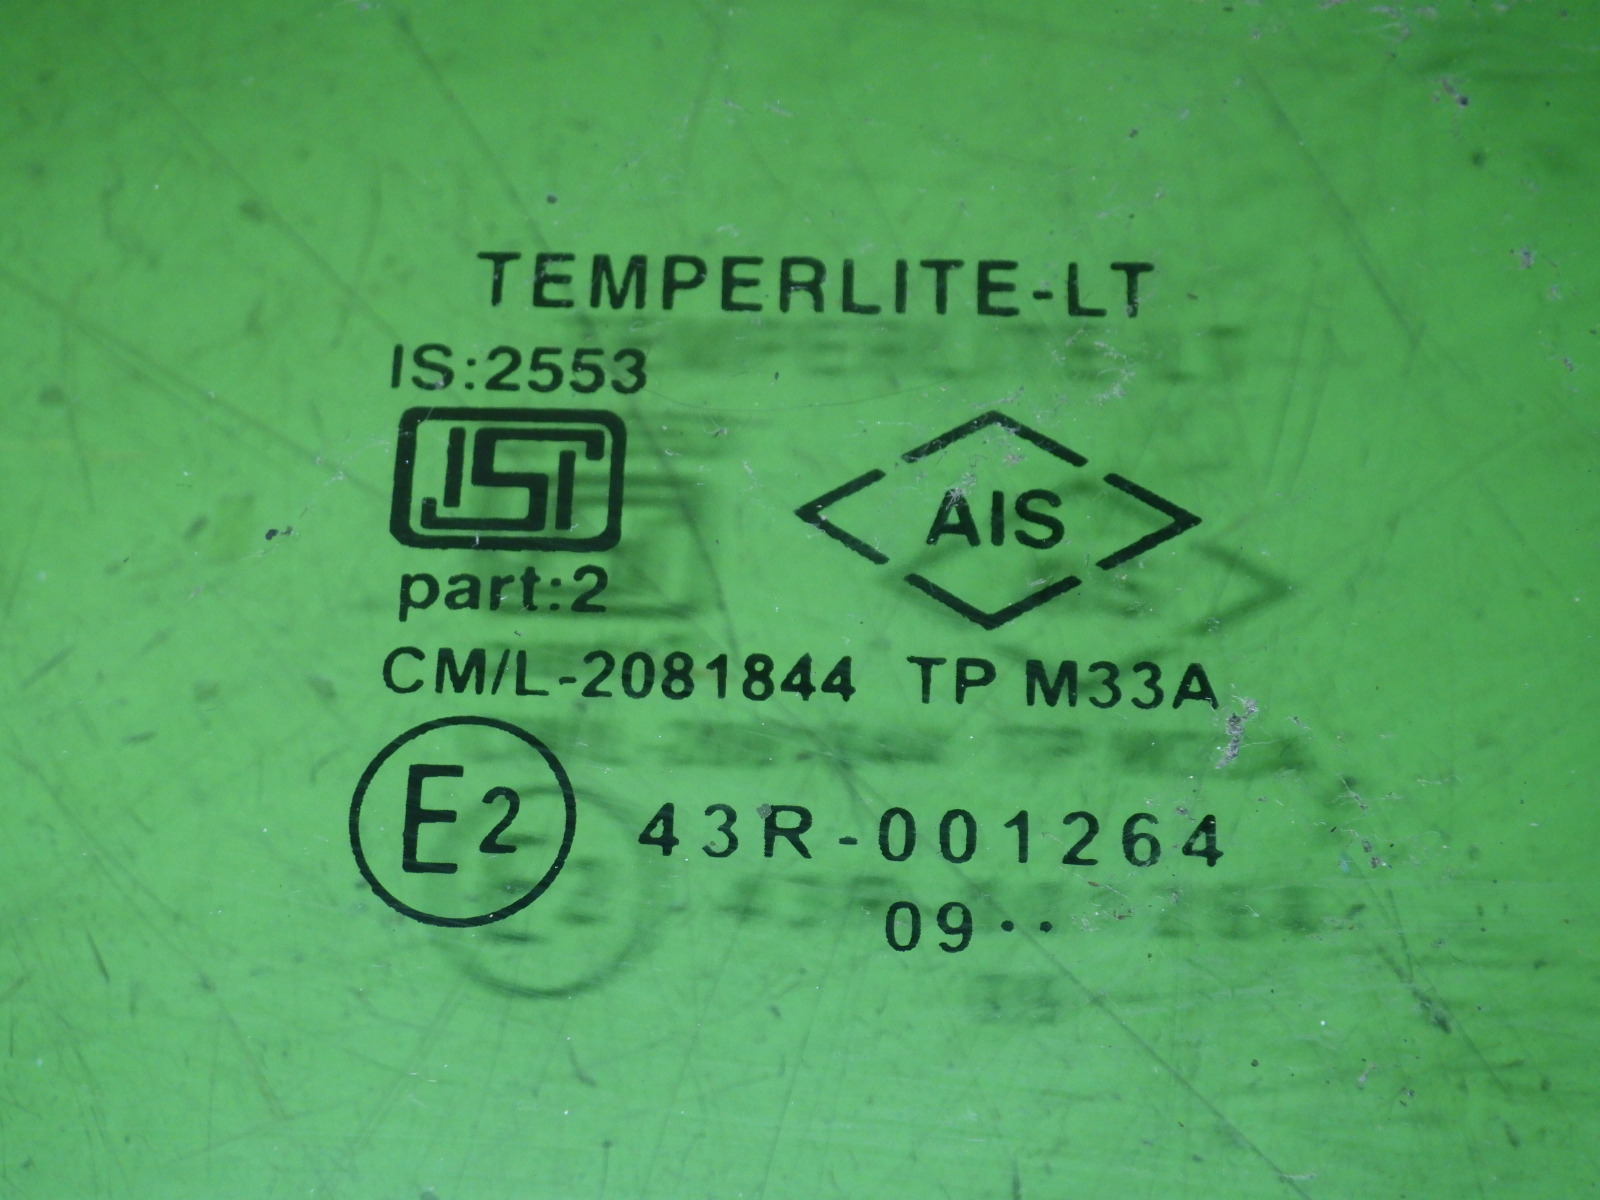 TEMPERLITE-LT
IS:2553
ISI
AIS
part:2
CM/L-2081844 TP M33A
E2 43R-001264
09··